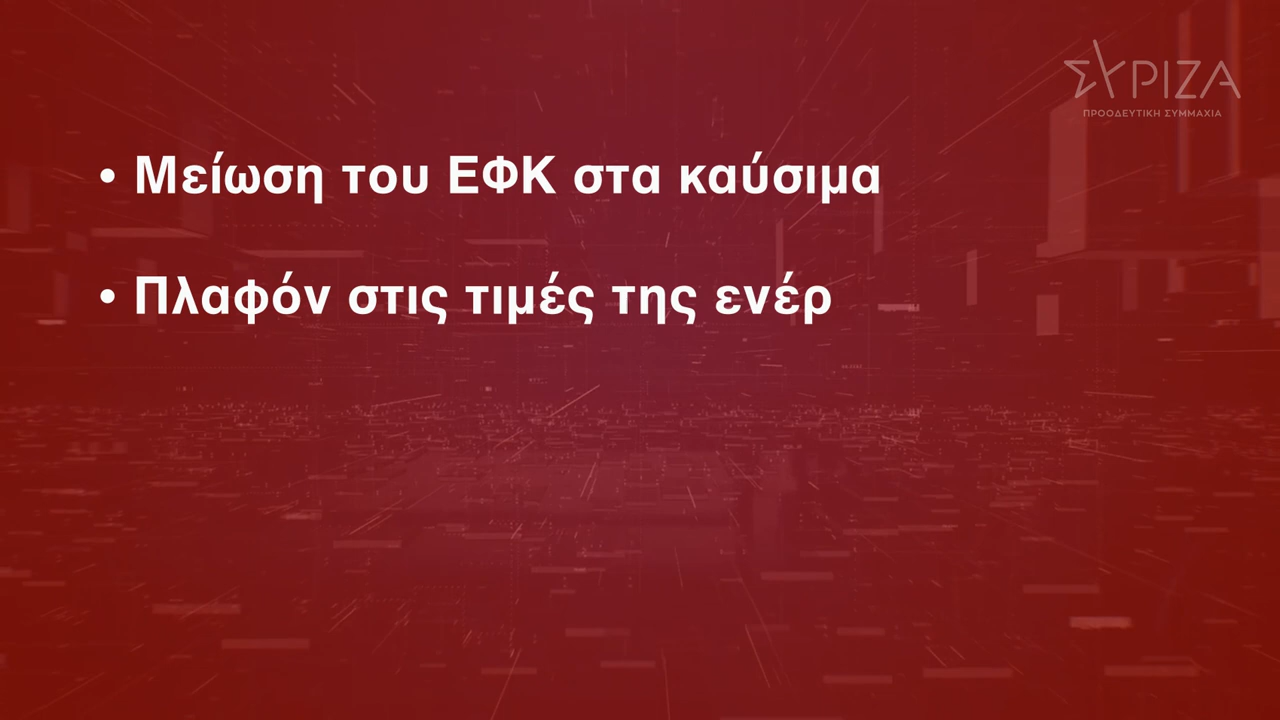 ΣΥΡΙΖΑ
ΠΡΟΟΔΕΥΤΙΚΗ ΣΥΜΜΑΧΙΑ
• Μείωση του ΕΦΚ στα καύσιμα
• Πλαφόν στις τιμές της ενέρ